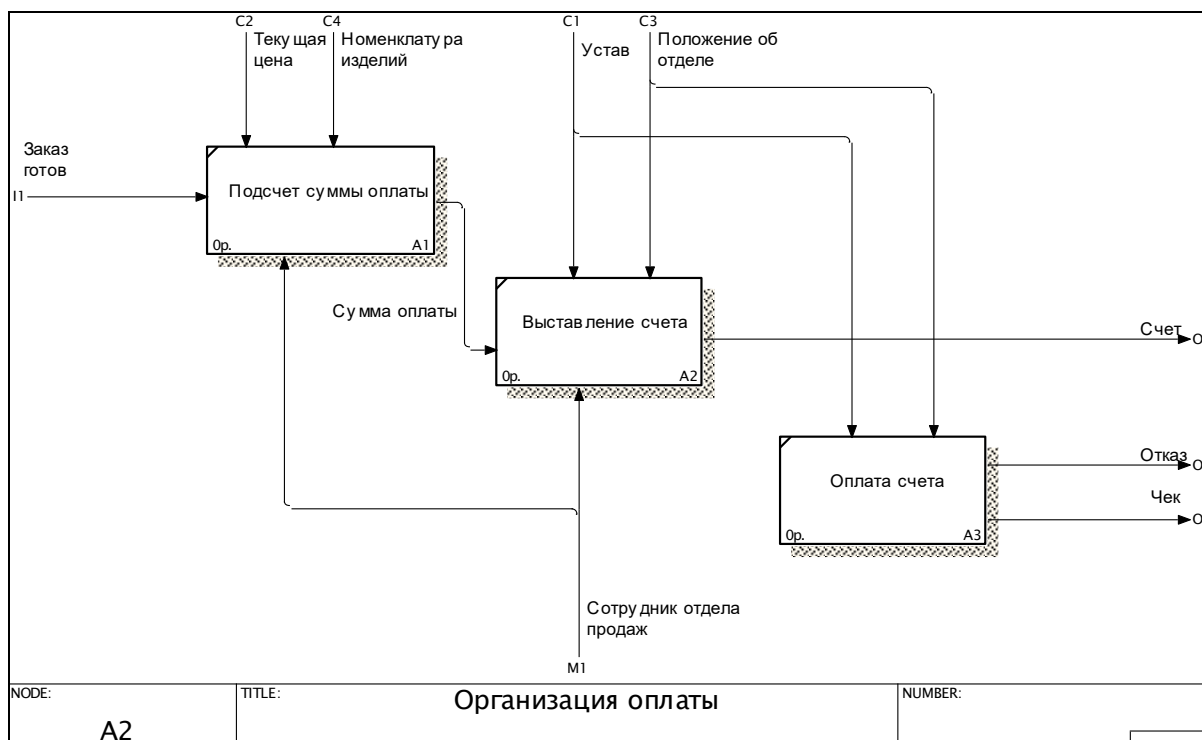 C2
C4
C1
C3
Текущая
цена
Номенклатура
изделий
Устав
Положение об
отделе
Заказ
готов
I1
Подсчет суммы оплаты
0р.
A1
Сумма оплаты
Выставление счета
0р.
A2
Счет
O
Оплата счета
0р.
A3
Отказ
O
Чек
O
Сотрудник отдела
продаж
M1
NODE:
TITLE:
NUMBER:
A2
Организация оплаты